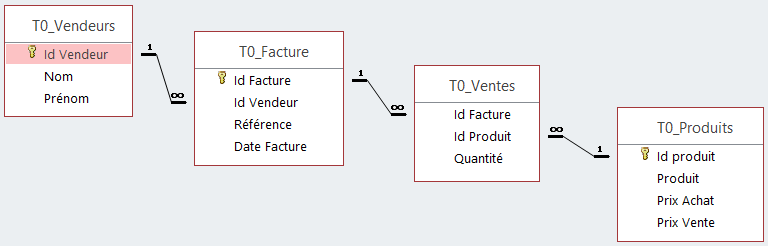 T0_Vendeurs
Id Vendeur
Nom
Prénom
1
∞
T0_Facture
Id Facture
Id Vendeur
Référence
Date Facture
1
∞
T0_Ventes
Id Facture
Id Produit
Quantité
∞
1
T0_Produits
Id produit
Produit
Prix Achat
Prix Vente